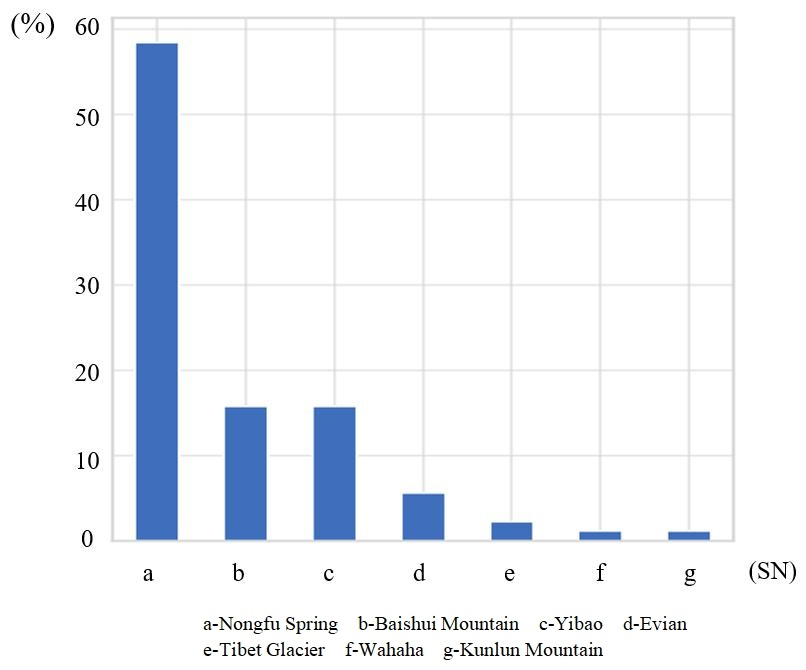 (%)
60
50
40
30
20
10
0
a b c d e f g (SN)
a-Nongfu Spring b-Baishui Mountain c-Yibao d-Evian
e-Tibet Glacier f-Wahaha g-Kunlun Mountain